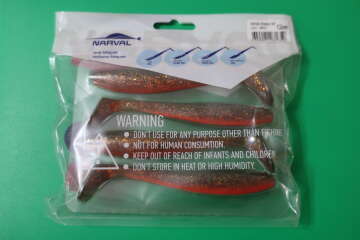 NARVAL
WARNING
DON'T USE FOR ANY PURPOSE OTHER THAN FISHING
NOT FOR HUMAN CONSUMTION
KEEP OUT OF REACH OF INFANTS AND CHILDREN
DON'T STORE IN HEAT OR HIGH HUMIDITY